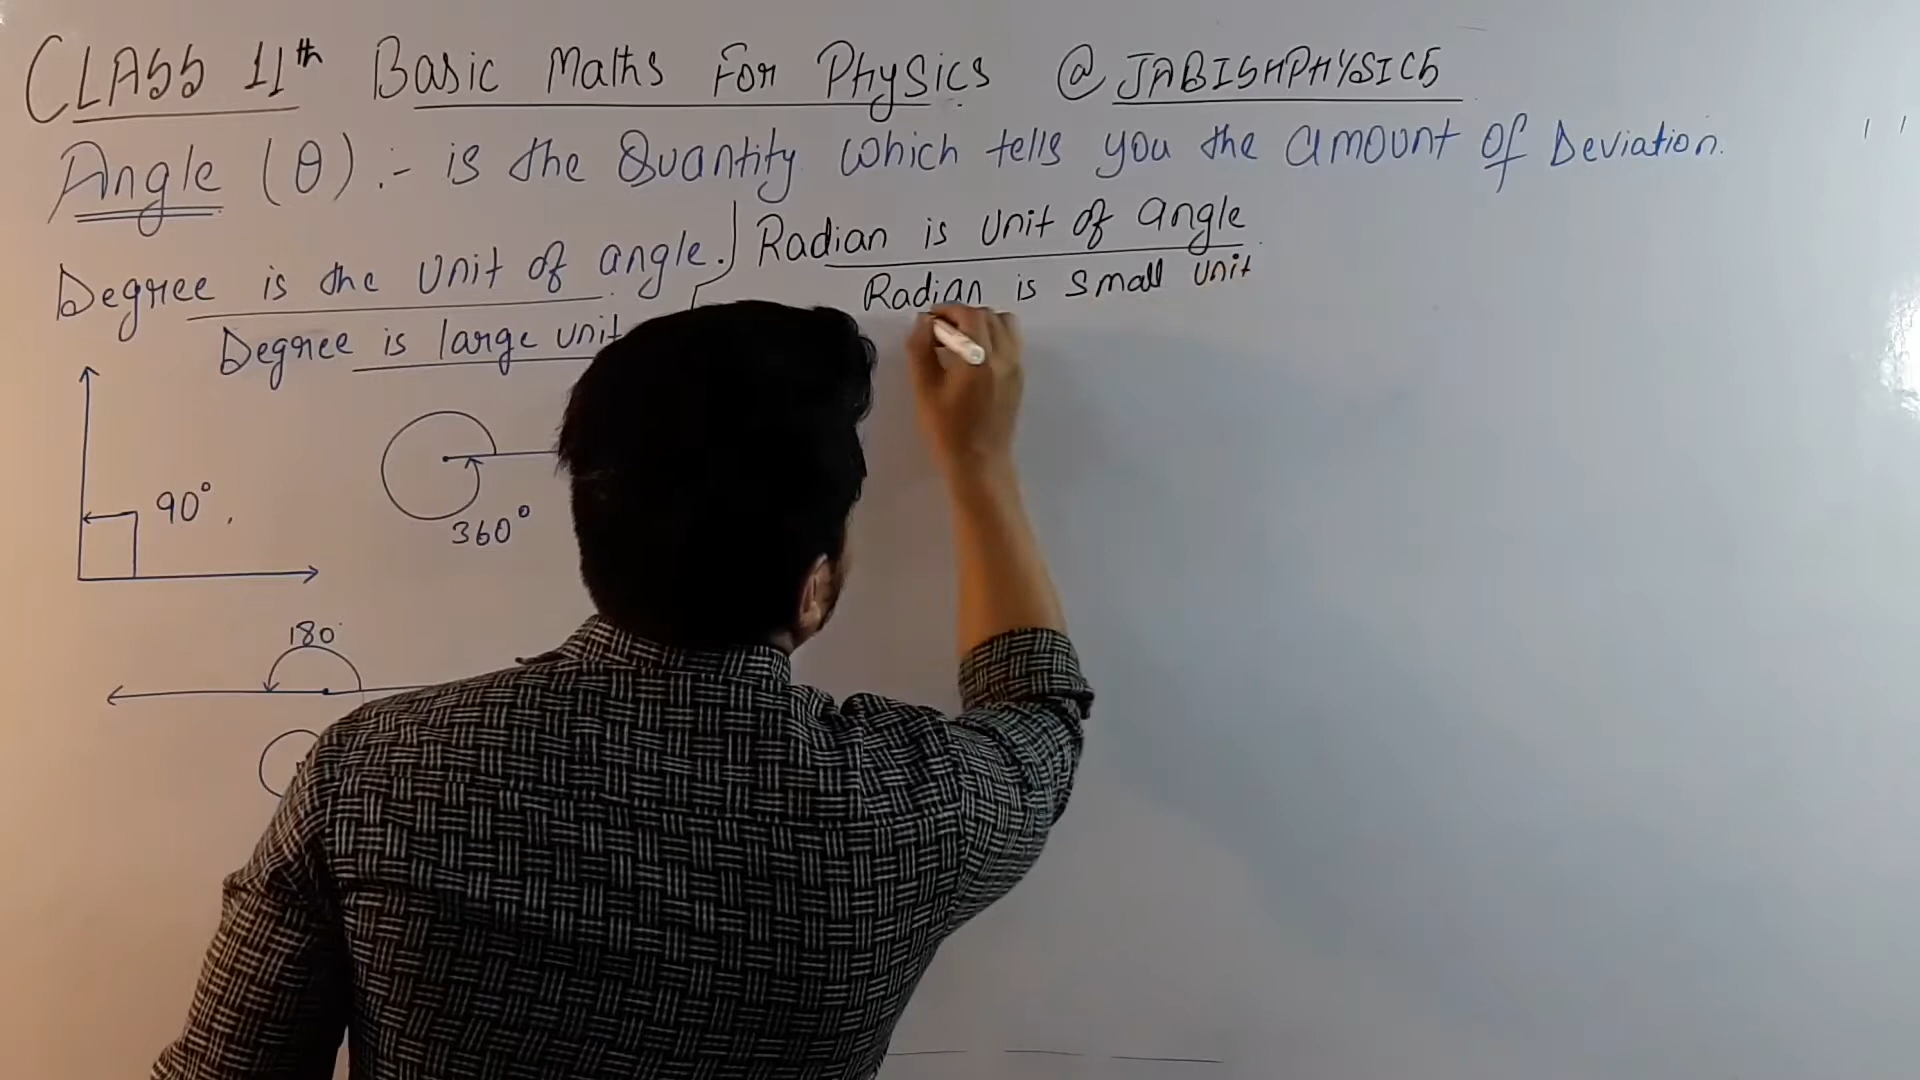 CLASS 11th Basic Maths For Physics @JABISHPHYSICS
Angle (θ) :- is the Quantity which tells you the amount of Deviation.
Degree is the unit of angle.
Radian is unit of angle
Degree is large unit
Radian is small unit
90°
360°
180